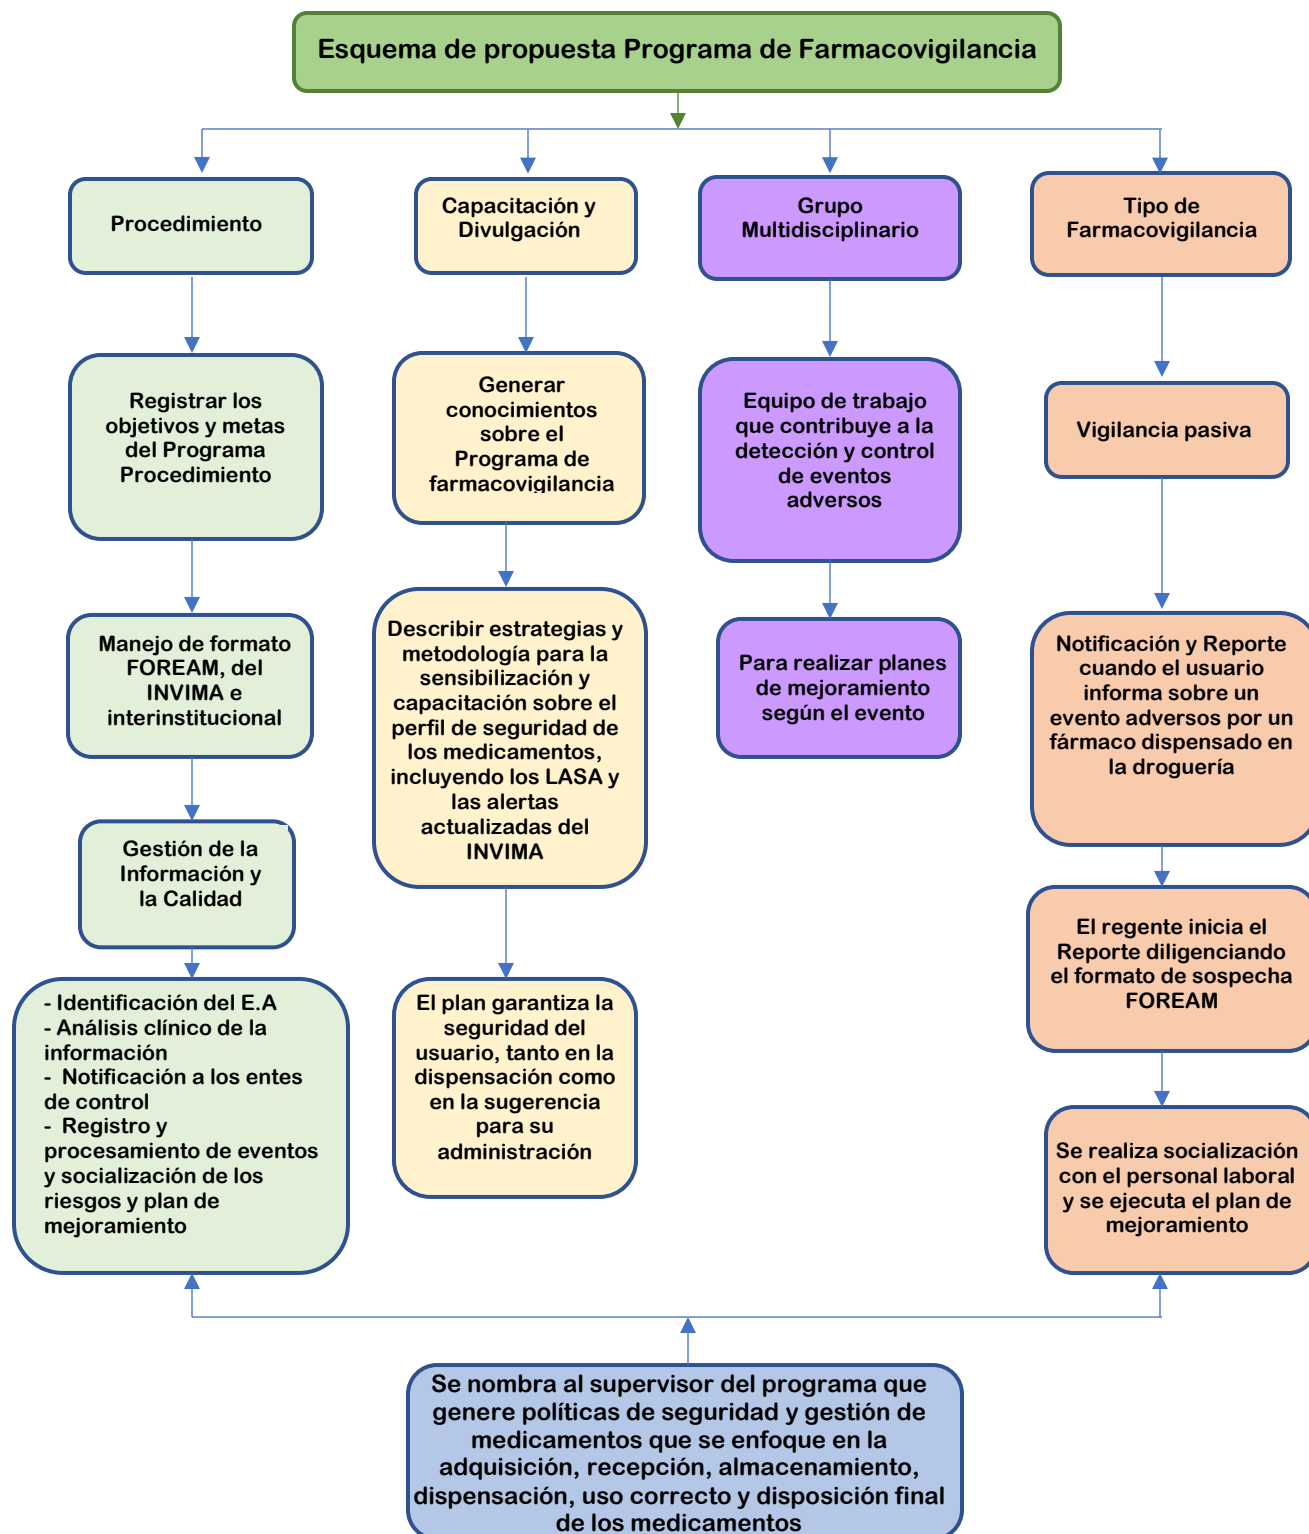 Esquema de propuesta Programa de Farmacovigilancia
Procedimiento
Capacitación y
Divulgación
Grupo
Multidisciplinario
Tipo de
Farmacovigilancia
Registrar los
objetivos y metas
del Programa
Procedimiento
Generar
conocimientos
sobre el
Programa de
farmacovigilancia
Equipo de trabajo
que contribuye a la
detección y control
de eventos
adversos
Vigilancia pasiva
Manejo de formato
FOREAM, del
INVIMA e
interinstitucional
Describir estrategias y
metodología para la
sensibilización y
capacitación sobre el
perfil de seguridad de
los medicamentos,
incluyendo los LASA y
las alertas
actualizadas del
INVIMA
Para realizar planes
de mejoramiento
según el evento
Notificación y Reporte
cuando el usuario
informa sobre un
evento adversos por un
fármaco dispensado en
la droguería
Gestión de la
Información y
la Calidad
El regente inicia el
Reporte diligenciando
el formato de sospecha
FOREAM
- Identificación del E.A
- Análisis clínico de la
información
- Notificación a los entes
de control
- Registro y
procesamiento de eventos
y socialización de los
riesgos y plan de
mejoramiento
El plan garantiza la
seguridad del
usuario, tanto en la
dispensación como
en la sugerencia
para su
administración
Se realiza socialización
con el personal laboral
y se ejecuta el plan de
mejoramiento
Se nombra al supervisor del programa que
genere políticas de seguridad y gestión de
medicamentos que se enfoque en la
adquisición, recepción, almacenamiento,
dispensación, uso correcto y disposición final
de los medicamentos